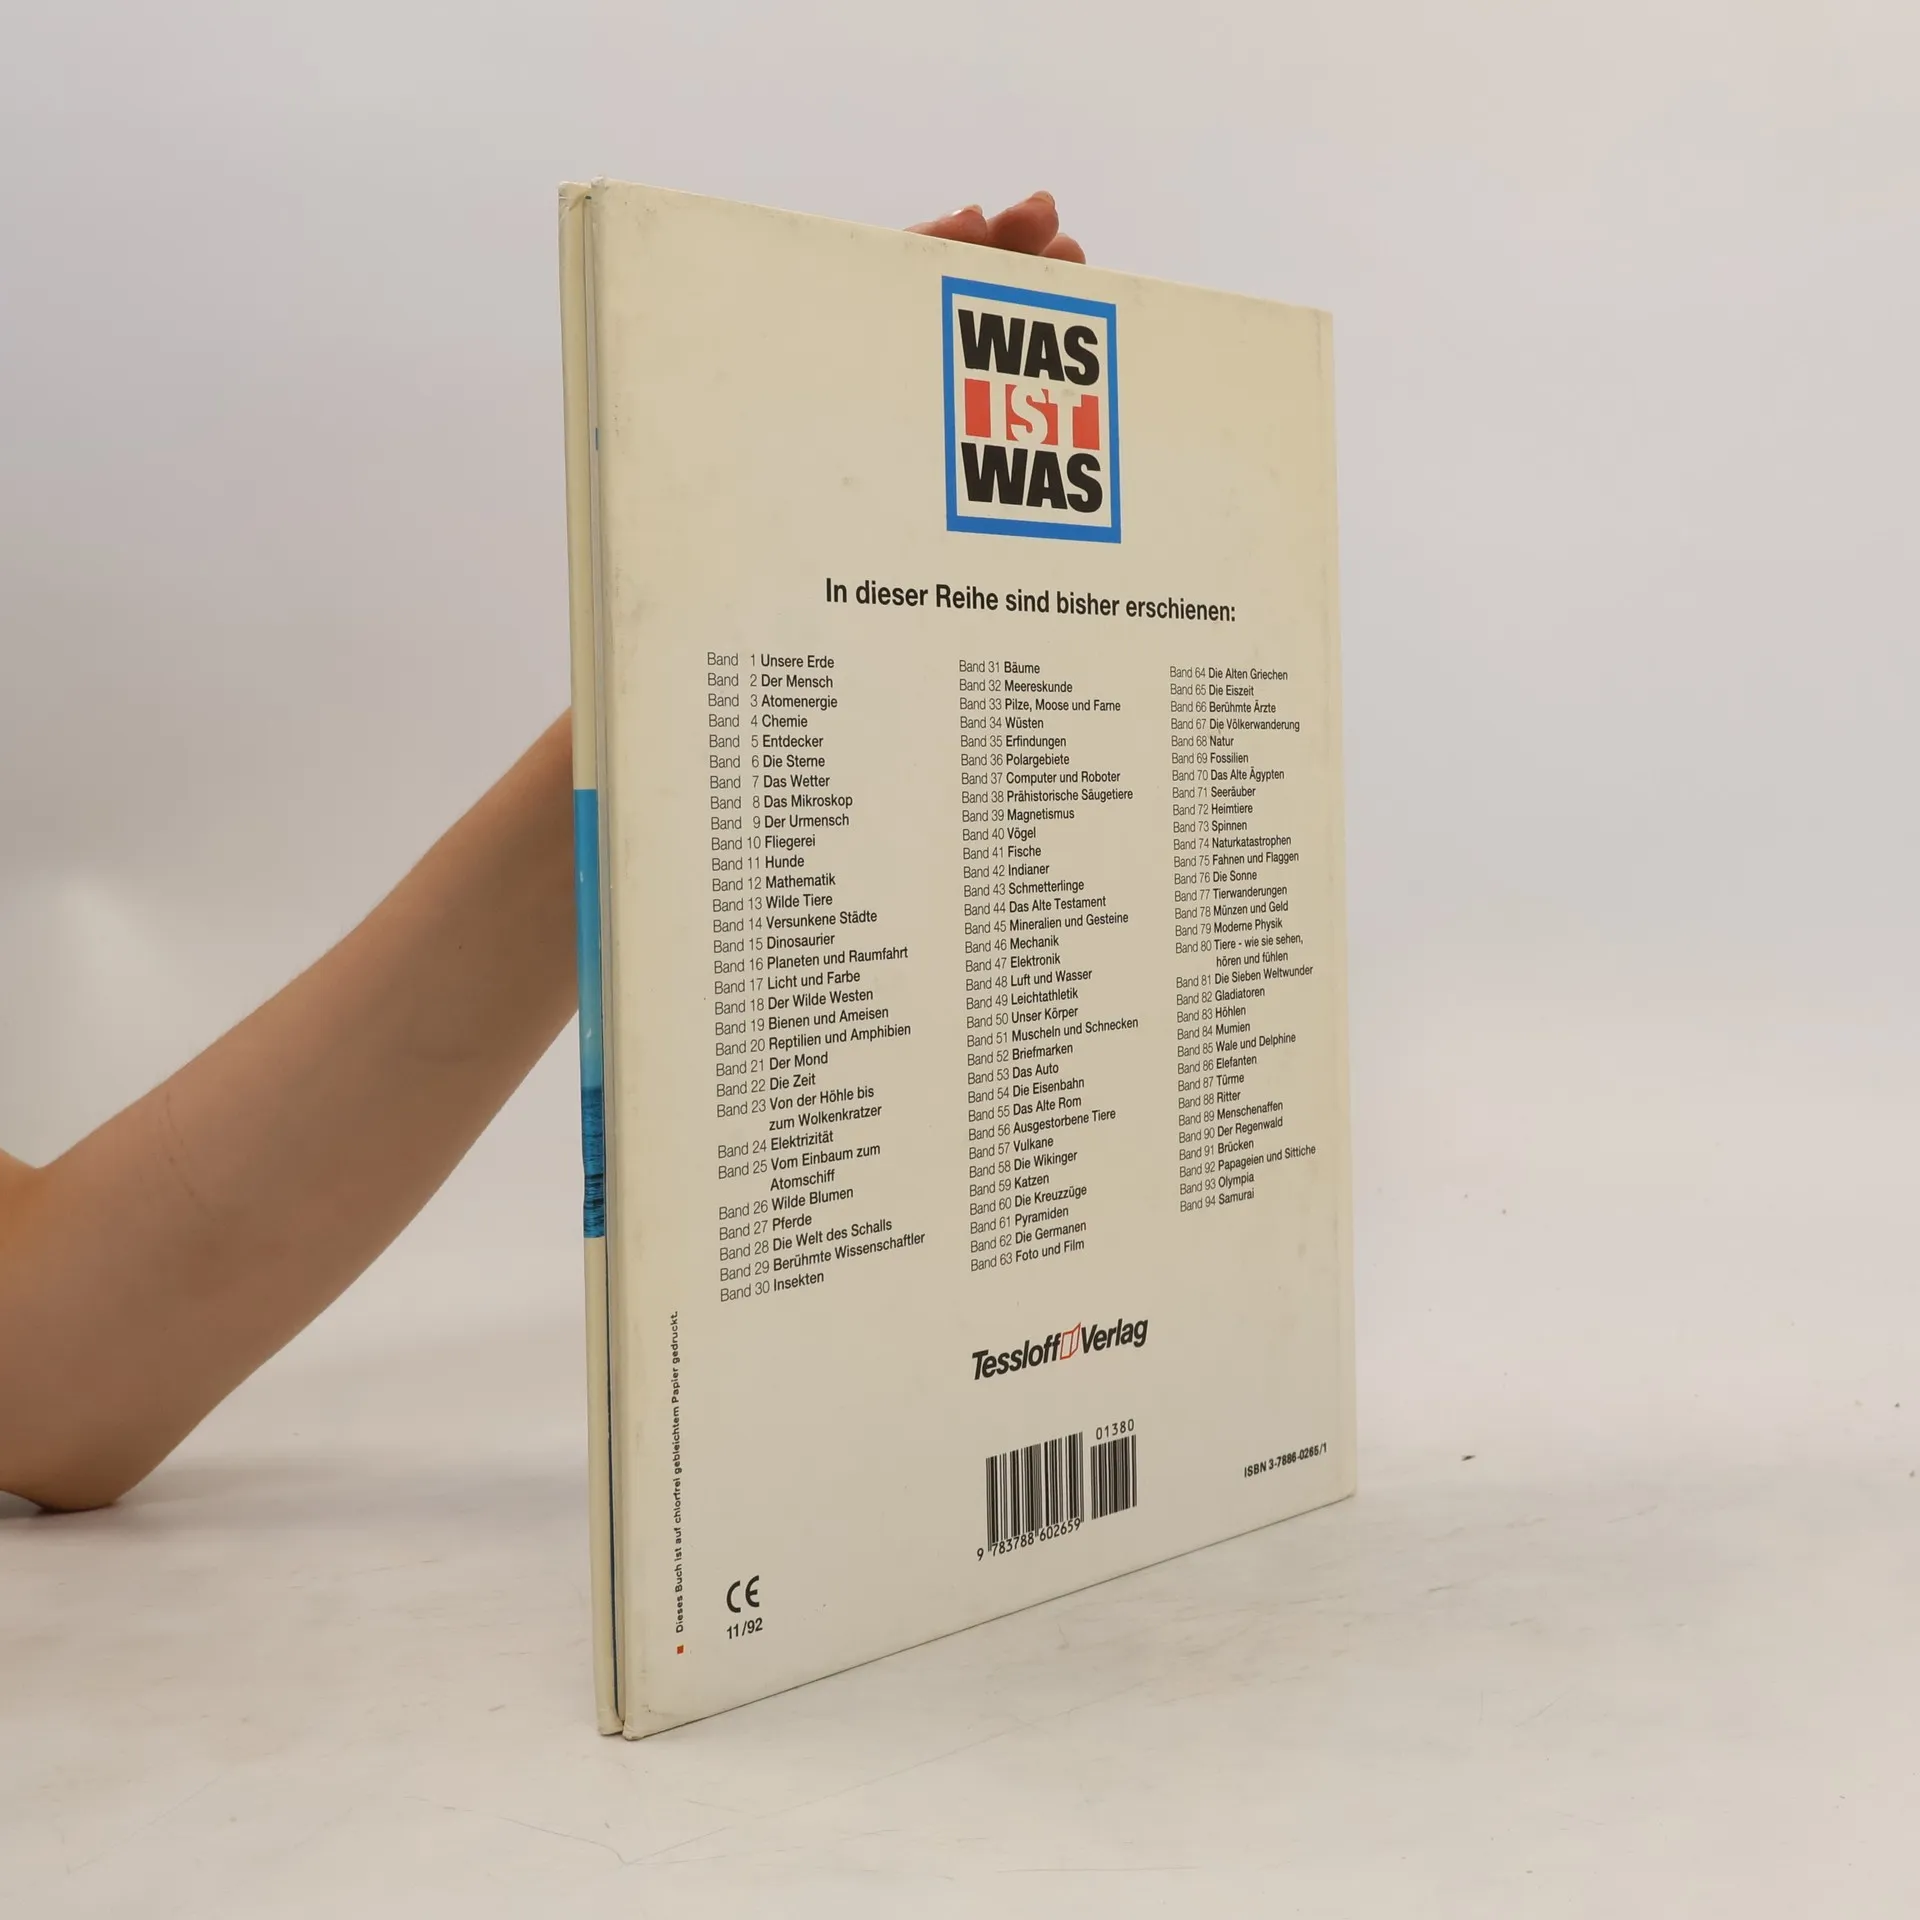 WAS
IST
WAS
In dieser Reihe sind bisher erschienen:
Band 1 Unsere Erde
Band 2 Der Mensch
Band 3 Atomenergie
Band 4 Chemie
Band 5 Entdecker
Band 6 Die Sterne
Band 7 Das Wetter
Band 8 Das Mikroskop
Band 9 Der Urmensch
Band 10 Fliegerei
Band 11 Hunde
Band 12 Mathematik
Band 13 Wilde Tiere
Band 14 Versunkene Städte
Band 15 Dinosaurier
Band 16 Planeten und Raumfahrt
Band 17 Licht und Farbe
Band 18 Der Wilde Westen
Band 19 Bienen und Ameisen
Band 20 Reptilien und Amphibien
Band 21 Der Mond
Band 22 Die Zeit
Band 23 Von der Höhle bis
zum Wolkenkratzer
Band 24 Elektrizität
Band 25 Vom Einbaum zum
Atomschiff
Band 26 Wilde Blumen
Band 27 Pferde
Band 28 Die Welt des Schalls
Band 29 Berühmte Wissenschaftler
Band 30 Insekten
Band 31 Bäume
Band 32 Meereskunde
Band 33 Pilze, Moose und Farne
Band 34 Wüsten
Band 35 Erfindungen
Band 36 Polargebiete
Band 37 Computer und Roboter
Band 38 Prähistorische Säugetiere
Band 39 Magnetismus
Band 40 Vögel
Band 41 Fische
Band 42 Indianer
Band 43 Schmetterlinge
Band 44 Das Alte Testament
Band 45 Mineralien und Gesteine
Band 46 Mechanik
Band 47 Elektronik
Band 48 Luft und Wasser
Band 49 Leichtathletik
Band 50 Unser Körper
Band 51 Muscheln und Schnecken
Band 52 Briefmarken
Band 53 Das Auto
Band 54 Die Eisenbahn
Band 55 Das Alte Rom
Band 56 Ausgestorbene Tiere
Band 57 Vulkane
Band 58 Die Wikinger
Band 59 Katzen
Band 60 Die Kreuzzüge
Band 61 Pyramiden
Band 62 Die Germanen
Band 63 Foto und Film
Band 64 Die Alten Griechen
Band 65 Die Eiszeit
Band 66 Berühmte Ärzte
Band 67 Die Völkerwanderung
Band 68 Natur
Band 69 Fossilien
Band 70 Das Alte Ägypten
Band 71 Seeräuber
Band 72 Heimtiere
Band 73 Spinnen
Band 74 Naturkatastrophen
Band 75 Fahnen und Flaggen
Band 76 Die Sonne
Band 77 Tierwanderungen
Band 78 Münzen und Geld
Band 79 Moderne Physik
Band 80 Tiere - wie sie sehen,
hören und fühlen
Band 81 Die Sieben Weltwunder
Band 82 Gladiatoren
Band 83 Höhlen
Band 84 Mumien
Band 85 Wale und Delphine
Band 86 Elefanten
Band 87 Türme
Band 88 Ritter
Band 89 Menschenaffen
Band 90 Der Regenwald
Band 91 Brücken
Band 92 Papageien und Sittiche
Band 93 Olympia
Band 94 Samurai
Tessloff Verlag
01380
9 783788 602659
ISBN 3-7886-0265/1
CE
11/92
Dieses Buch ist auf chlorfrei gebleichtem Papier gedruckt.